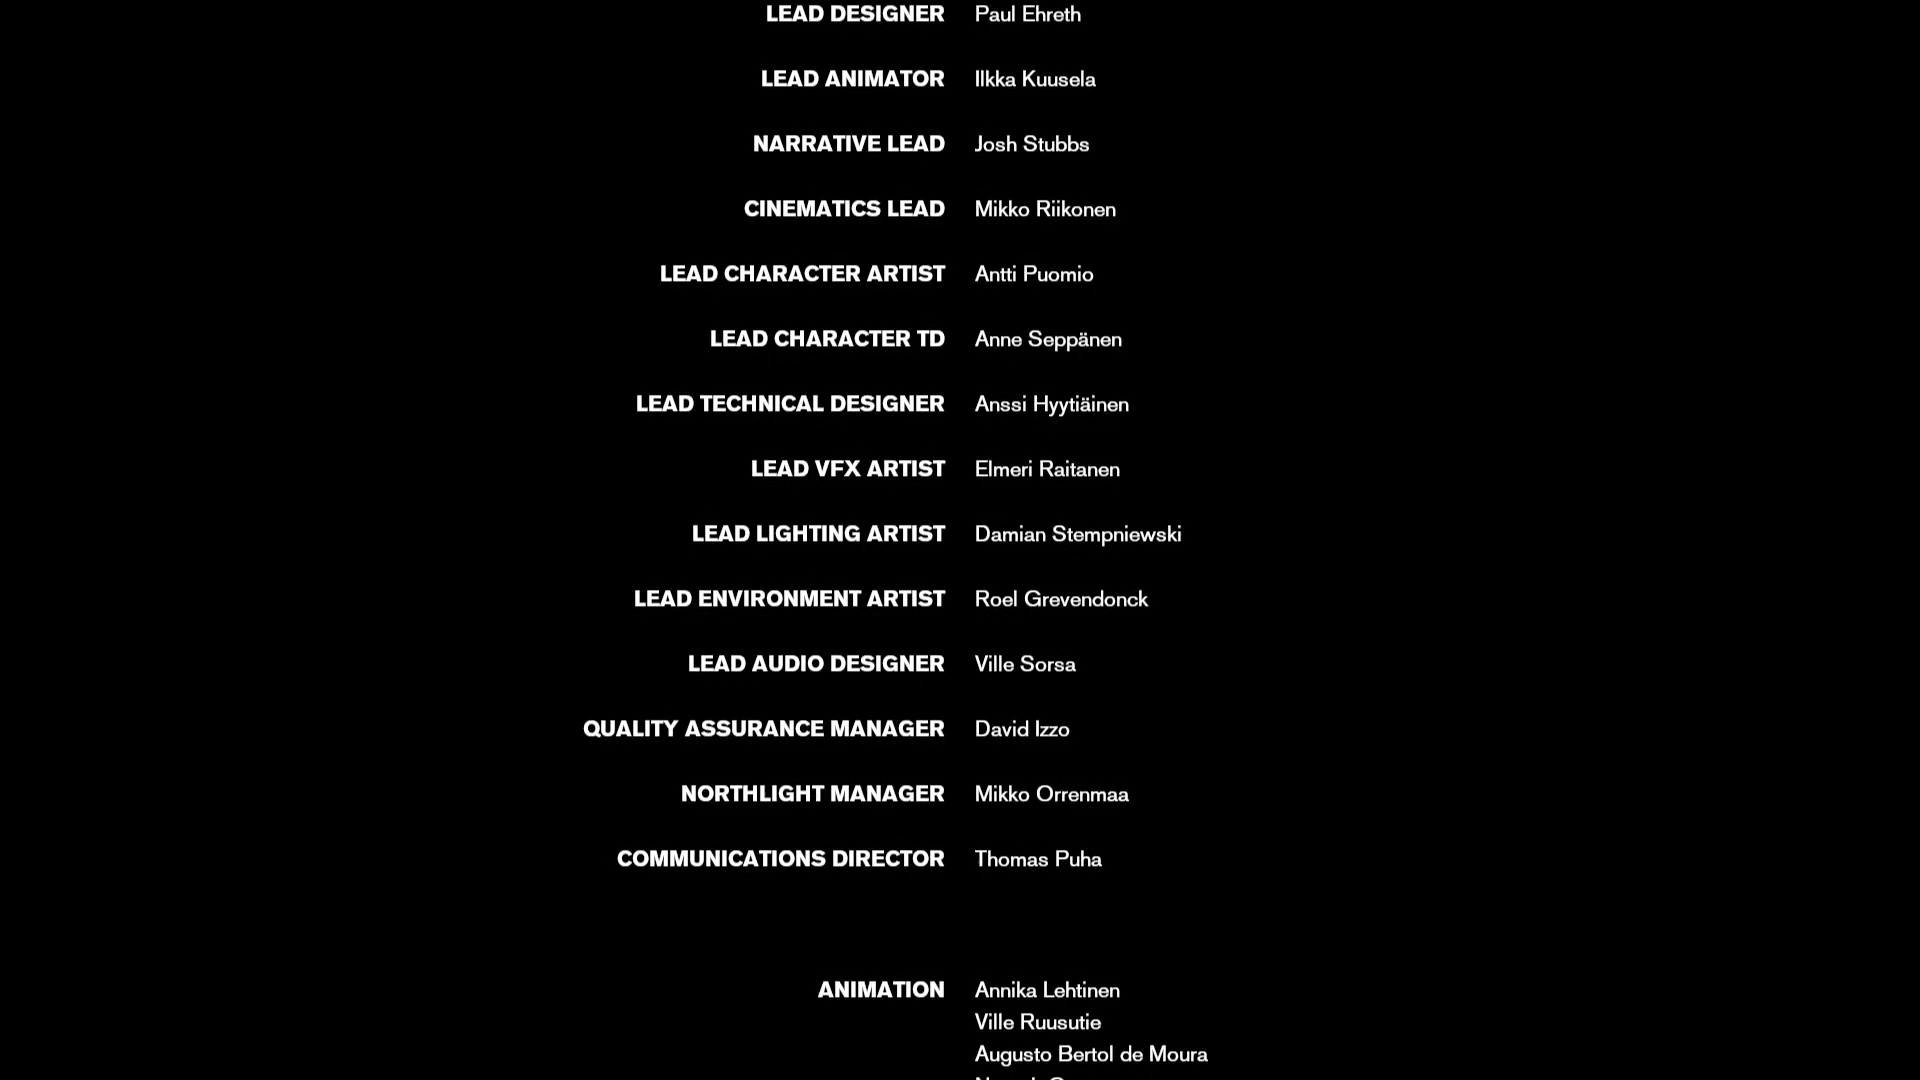 LEAD DESIGNER Paul Ehreth
LEAD ANIMATOR Ilkka Kuusela
NARRATIVE LEAD Josh Stubbs
CINEMATICS LEAD Mikko Riikonen
LEAD CHARACTER ARTIST Antti Puomio
LEAD CHARACTER TD Anne Seppänen
LEAD TECHNICAL DESIGNER Anssi Hyytiäinen
LEAD VFX ARTIST Elmeri Raitanen
LEAD LIGHTING ARTIST Damian Stempniewski
LEAD ENVIRONMENT ARTIST Roel Grevendonck
LEAD AUDIO DESIGNER Ville Sorsa
QUALITY ASSURANCE MANAGER David Izzo
NORTHLIGHT MANAGER Mikko Orrenmaa
COMMUNICATIONS DIRECTOR Thomas Puha
ANIMATION Annika Lehtinen
Ville Ruusutie
Augusto Bertol de Moura